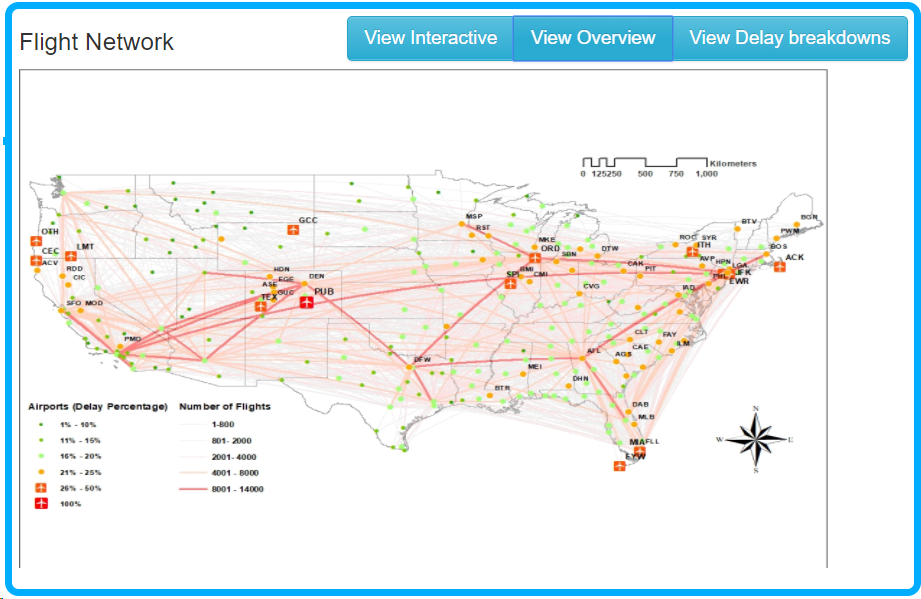 Flight Network
View Interactive
View Overview
View Delay breakdowns
Kilometers
0 125250 500 750 1,000
MSP
RST
GCC
OTH
LMT
CEC
ACV
RDD
CIC
SFO MOD
PMD
HDN
EGE
DEN
ASE
GUC
PUB
TEX
MKE
ORD
SBN
DTW
BMI
CMI
CAK
PIT
CVG
BTV
BGR
PWM
ROC SYR
ITH
BOS
AVP HPN
LGA
ACK
PHL
JFK
EWR
IAD
DFW
ATL
CLT
FAY
CAE
ILM
AGS
MEI
DHN
BTR
DAB
MLB
MIA FLL
EYW
N
W
E
S
Airports (Delay Percentage)
1% - 10%
11% - 15%
16% - 20%
21% - 25%
26% - 50%
100%
Number of Flights
1-800
801- 2000
2001- 4000
4001 - 8000
8001 - 14000